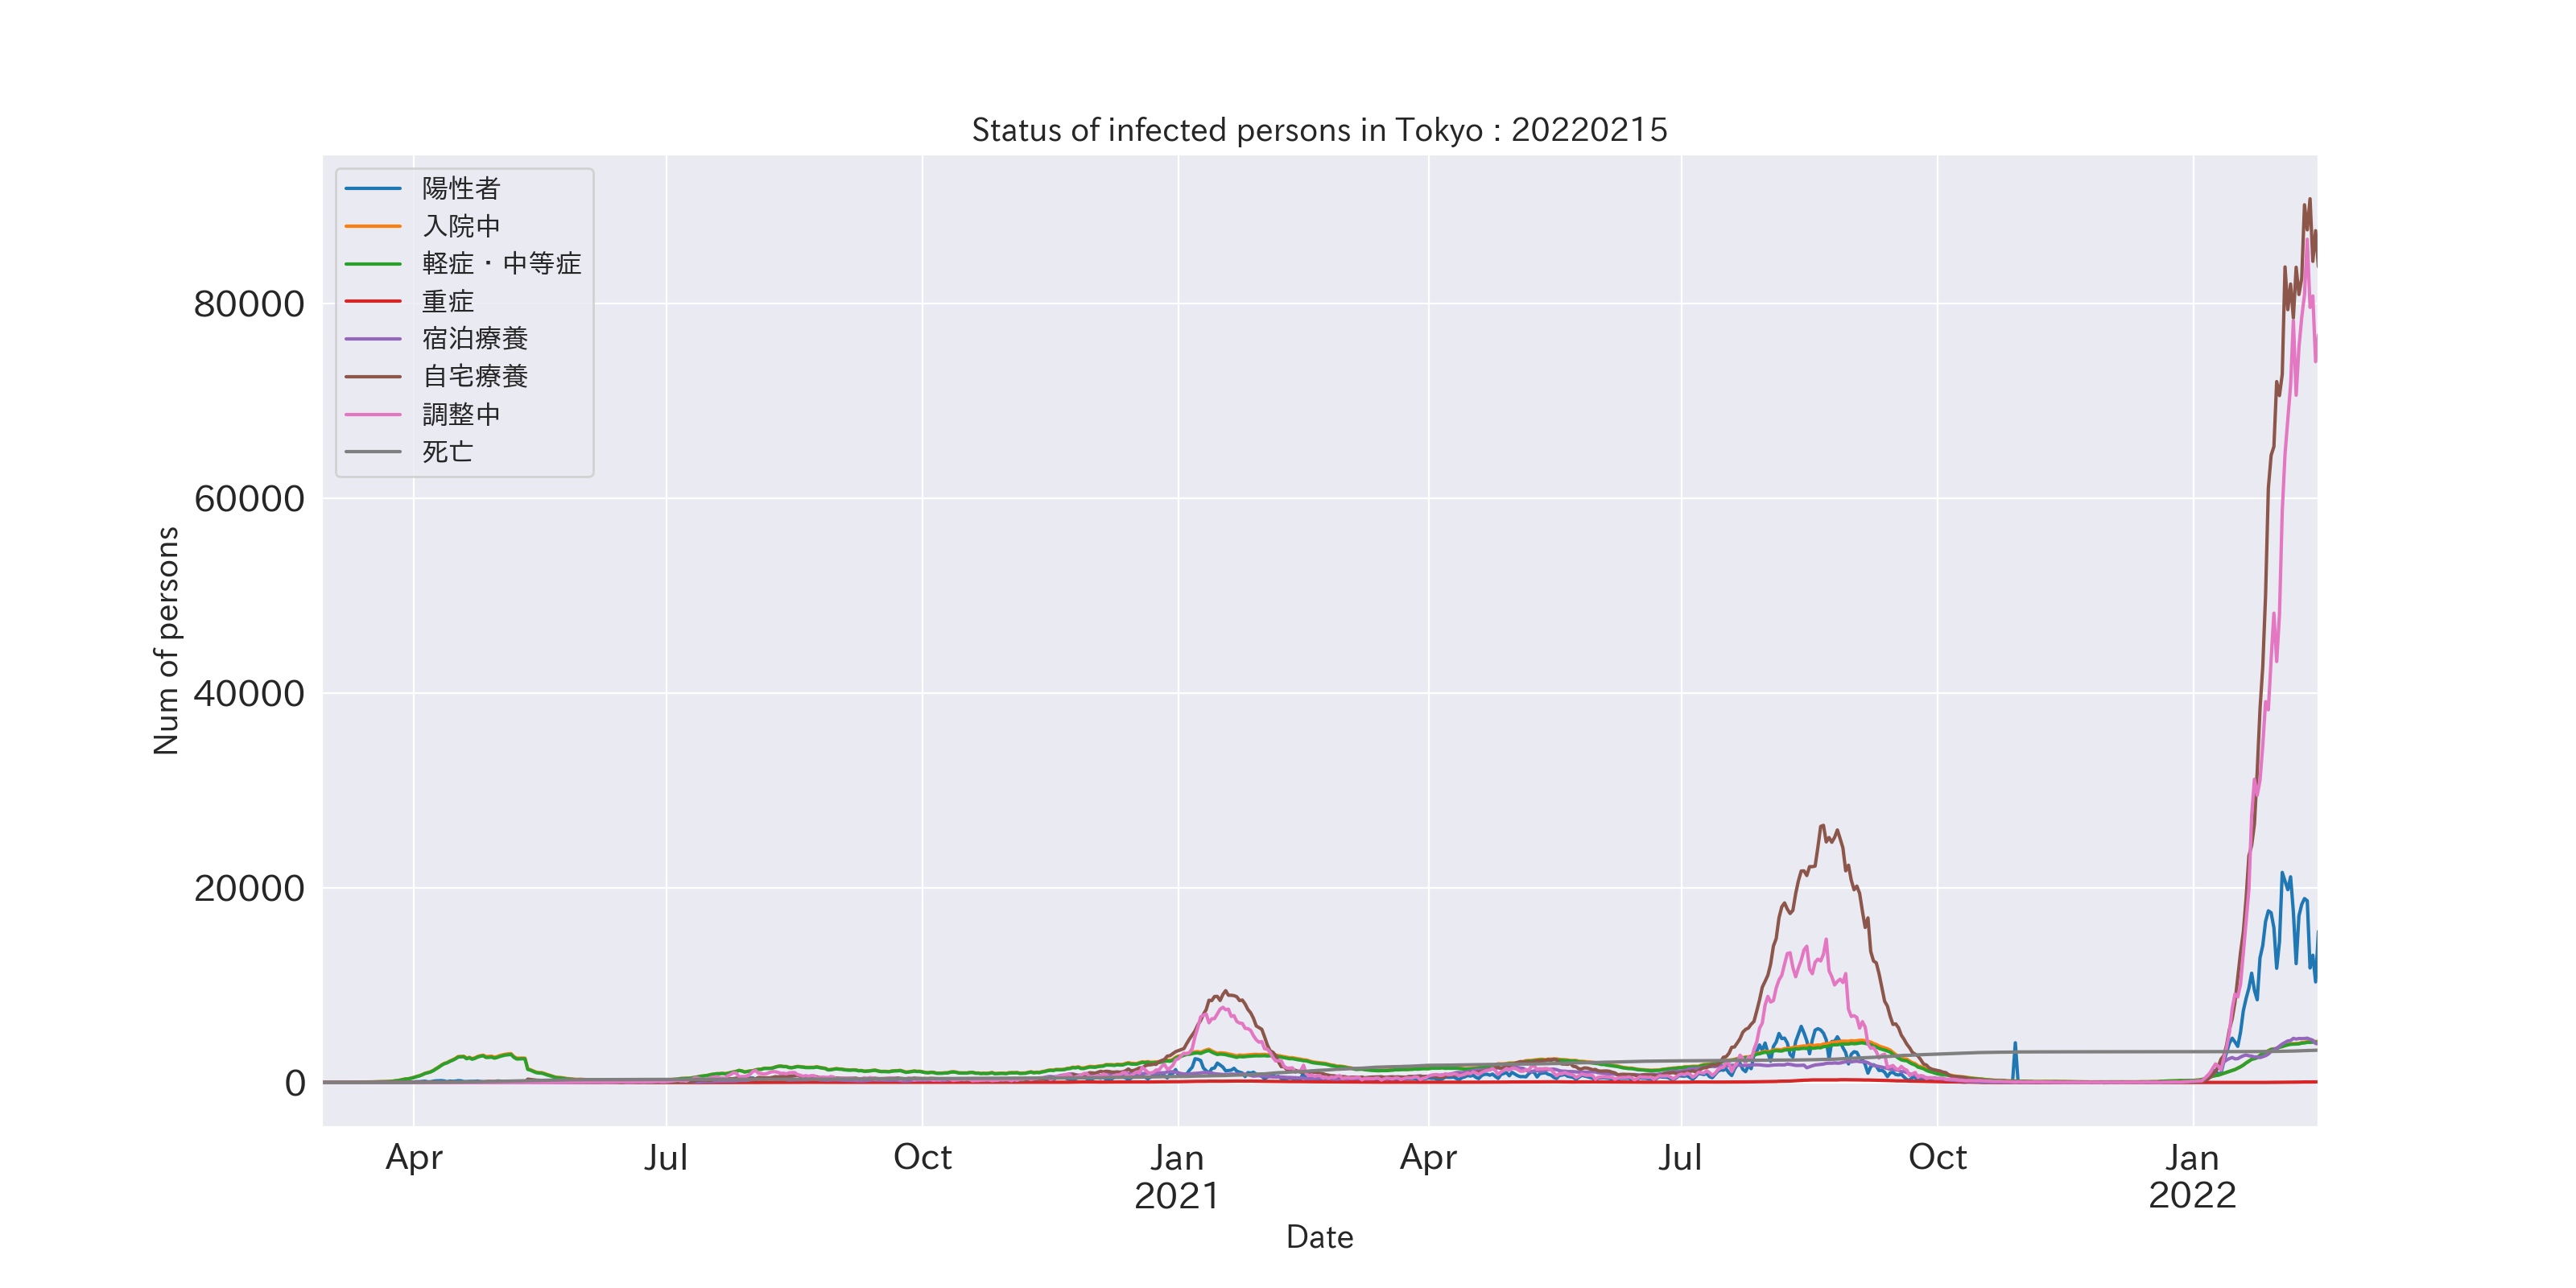 Status of infected persons in Tokyo : 20220215
陽性者
入院中
軽症・中等症
重症
宿泊療養
自宅療養
調整中
死亡
80000
60000
40000
20000
0
Num of persons
Apr Jul Oct Jan Apr Jul Oct Jan
2021 2022
Date